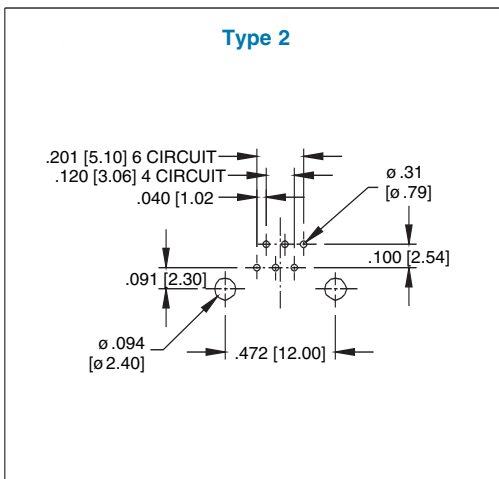 Type 2
.201 [5.10] 6 CIRCUIT
.120 [3.06] 4 CIRCUIT
.040 [1.02
ø .31
[ø .79]
.100 [2.54]
.091 [2.30]
ø .094
[ø 2.40]
.472 [12.00]